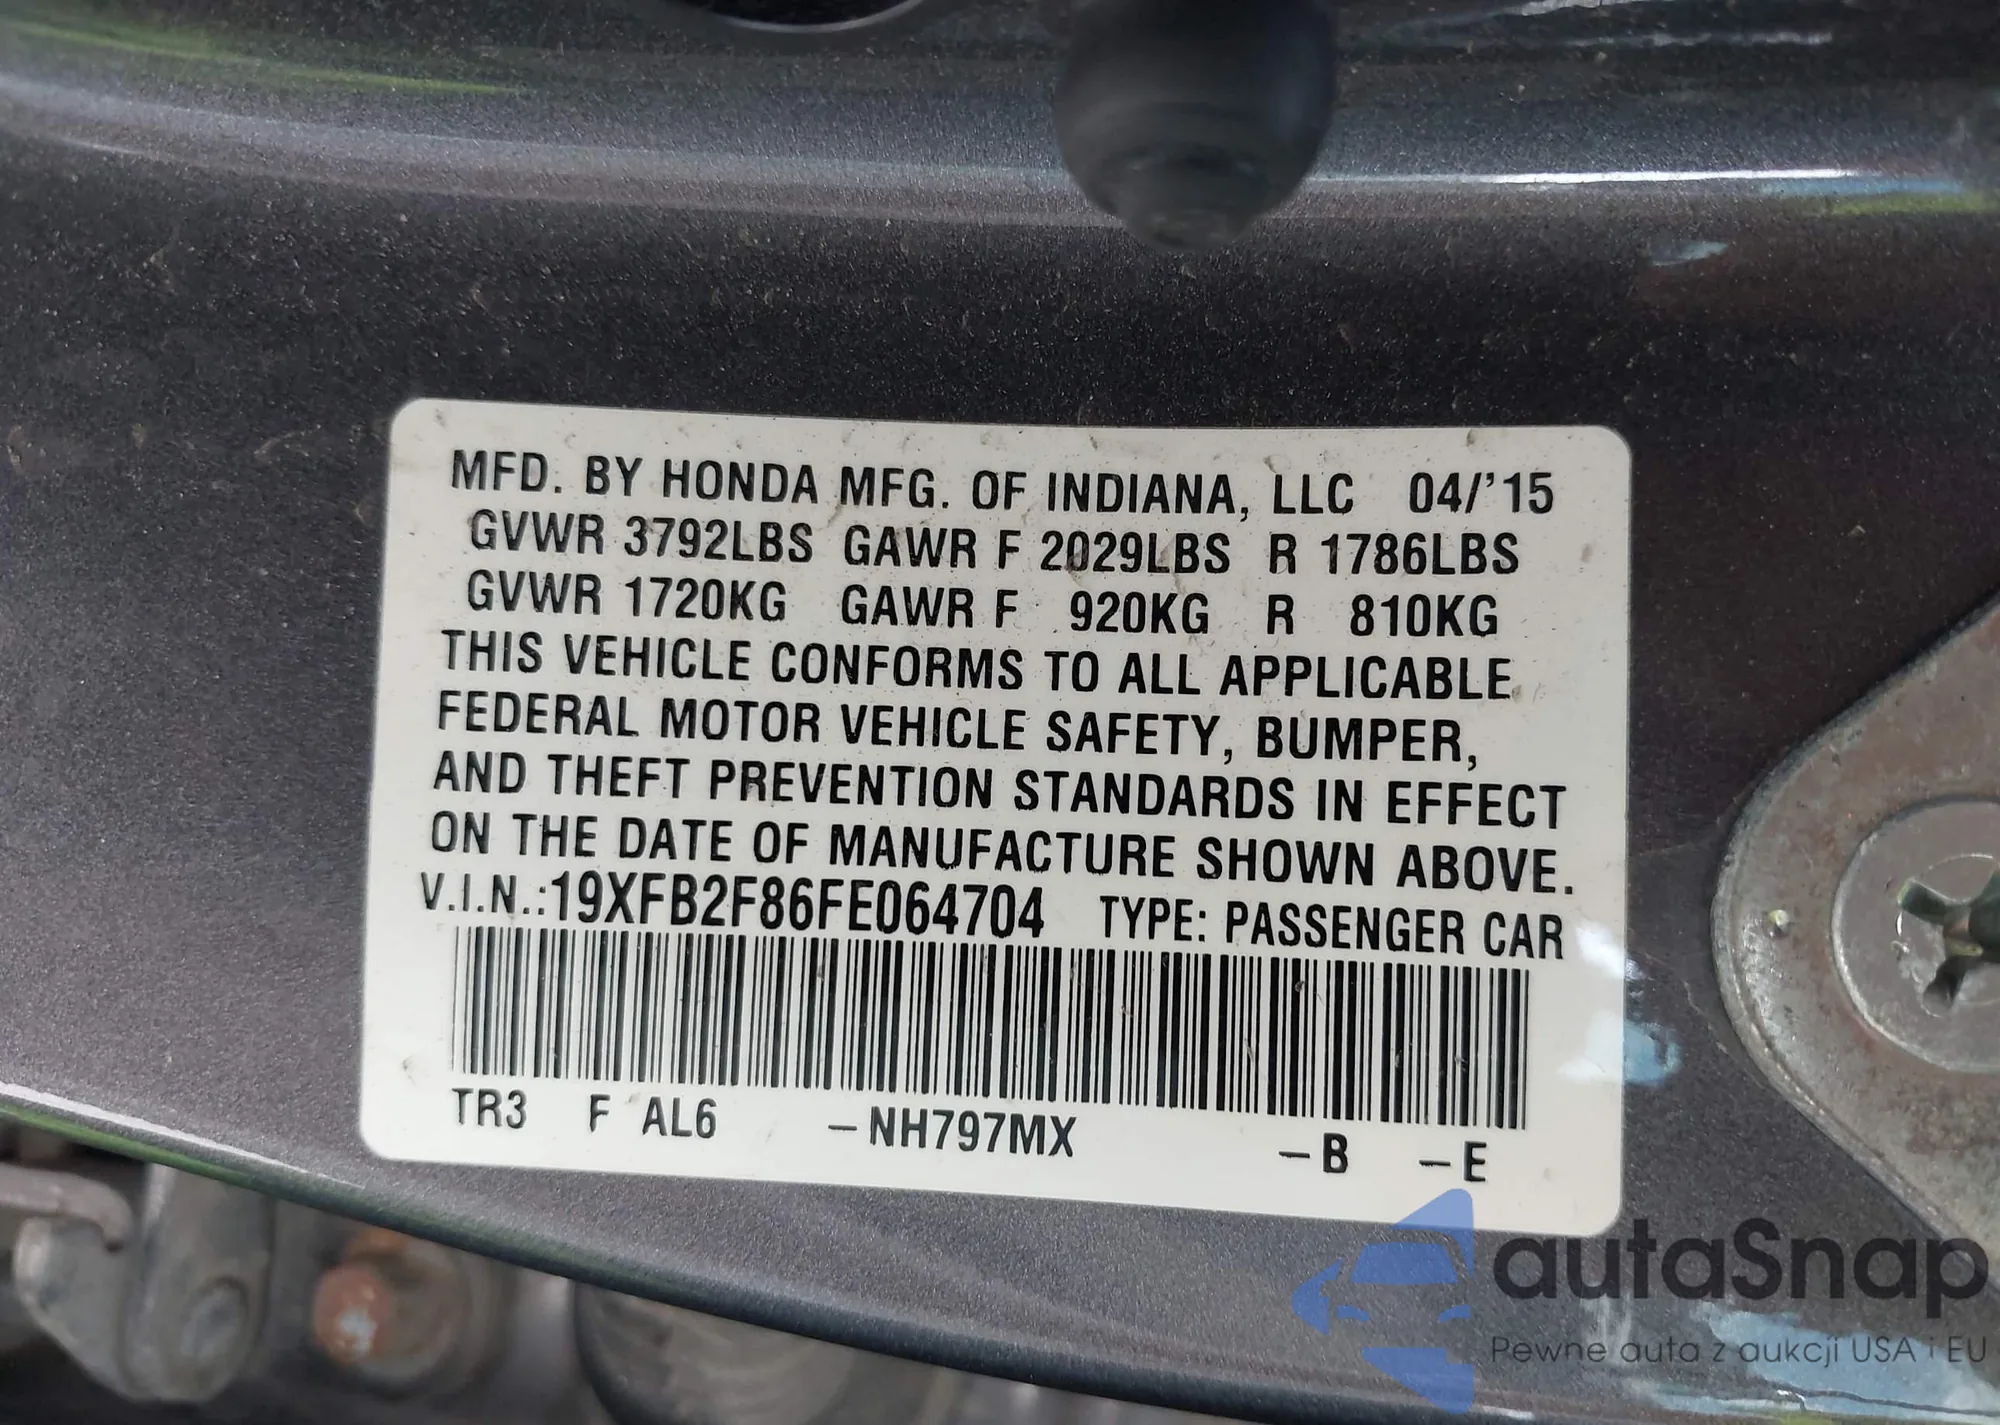 MFD. BY HONDA MFG. OF INDIANA, LLC 04/'15
GVWR 3792LBS GAWR F 2029LBS R 1786LBS
GVWR 1720KG GAWR F 920KG R 810KG
THIS VEHICLE CONFORMS TO ALL APPLICABLE
FEDERAL MOTOR VEHICLE SAFETY, BUMPER,
AND THEFT PREVENTION STANDARDS IN EFFECT
ON THE DATE OF MANUFACTURE SHOWN ABOVE.
V.I.N.:19XFB2F86FE064704 TYPE: PASSENGER CAR
TR3 F AL6 –NH797MX –B –E
autaSnap
Pewne auta z aukcji USA i EU